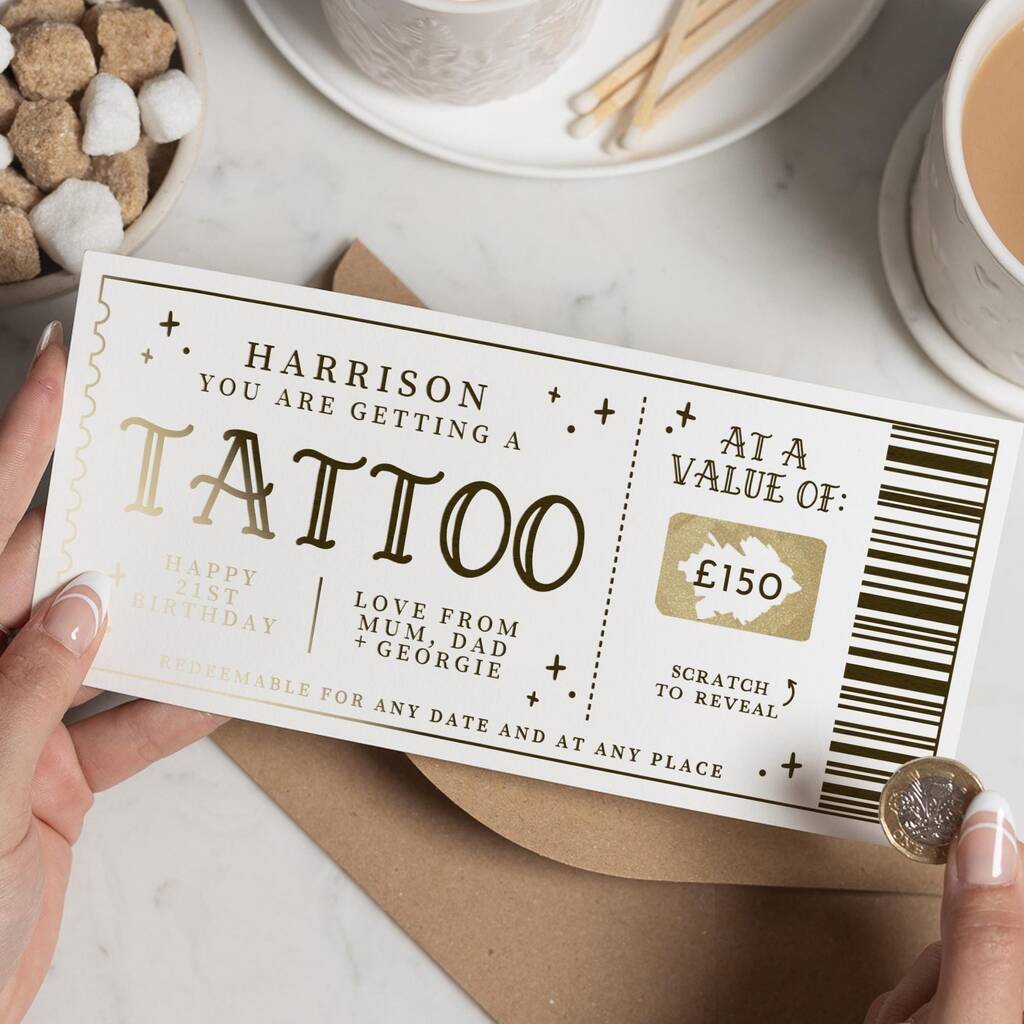 HARRISON
YOU ARE GETTING A
TATTOO
HAPPY
21ST
BIRTHDAY
LOVE FROM
MUM, DAD
+ GEORGIE
REDEEMABLE FOR ANY DATE AND AT ANY PLACE
AT A
VALUE OF:
£150
SCRATCH
TO REVEAL